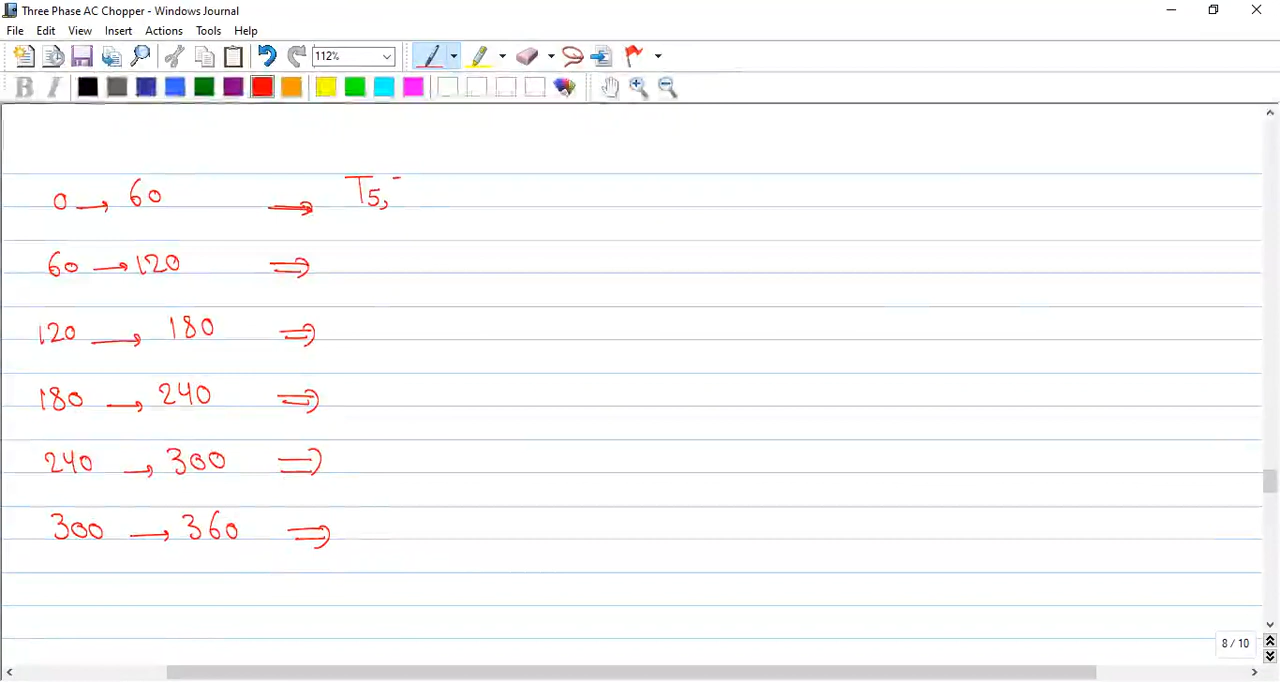 Three Phase AC Chopper - Windows Journal
File Edit View Insert Actions Tools Help
112%
B I
0 → 60 → T5,
60 → 120 ⇒
120 → 180 ⇒
180 → 240 ⇒
240 → 300 ⇒
300 → 360 ⇒
8 / 10